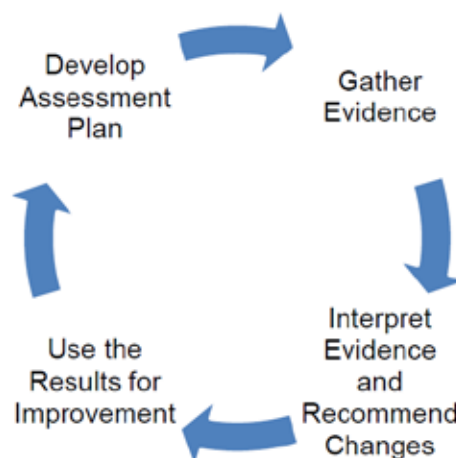 Develop
Assessment
Plan
Gather
Evidence
Interpret
Evidence
and
Recommend
Changes
Use the
Results for
Improvement